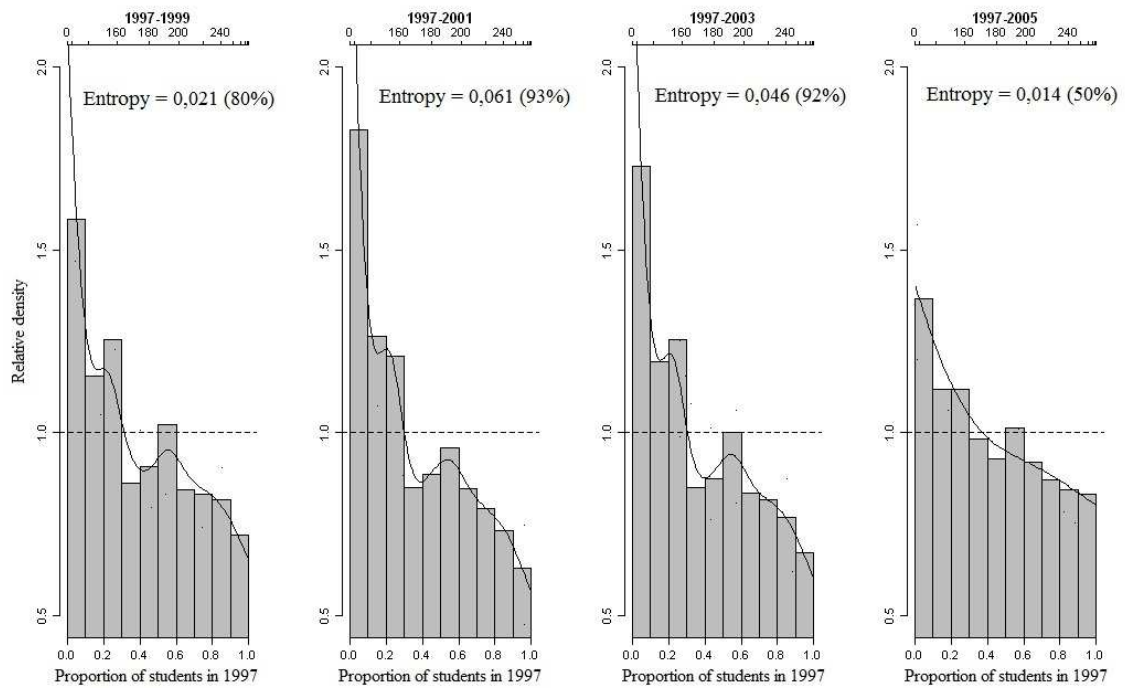 1997-1999 1997-2001 1997-2003 1997-2005
0 160 200 240 0 160 180 200 240 0 160 180 200 240 0 160 180 200 240
Entropy = 0,021 (80%) Entropy = 0,061 (93%) Entropy = 0,046 (92%) Entropy = 0,014 (50%)
2.0 2.0 2.0 2.0
1.5 1.5 1.5 1.5
Relative density
1.0 1.0 1.0 1.0
0.5 0.5 0.5 0.5
0.0 0.2 0.4 0.6 0.8 1.0 0.0 0.2 0.4 0.6 0.8 1.0 0.0 0.2 0.4 0.6 0.8 1.0 0.0 0.2 0.4 0.6 0.8 1.0
Proportion of students in 1997 Proportion of students in 1997 Proportion of students in 1997 Proportion of students in 1997